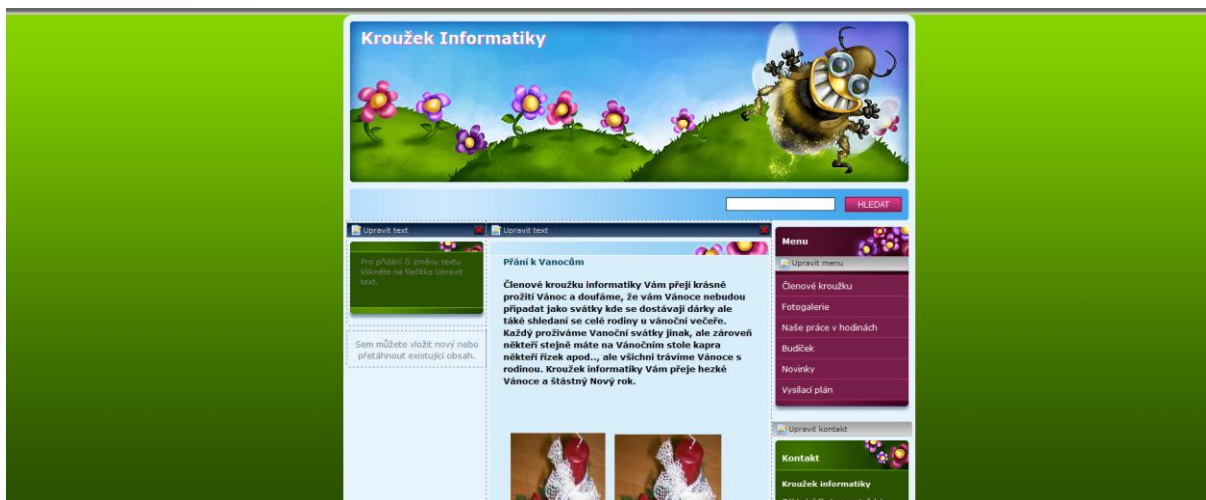 Kroužek Informatiky
HLEDAT
Upravit text
Pro přidání či změnu textu
klikněte na tlačítko Upravit
text.
Sem můžete vložit nový nebo
přetáhnout existující obsah.
Upravit text
Přání k Vanocům
Členové kroužku informatiky Vám přejí krásné
prožití Vánoc a doufáme, že vám Vánoce nebudou
připadat jako svátky kde se dostávají dárky ale
táké shledaní se celé rodiny u vánoční večeře.
Každý proživáme Vanoční svátky jinak, ale zároveň
někteří stejně máte na Vánočním stole kapra
někteří řízek apod.., ale všichni trávíme Vánoce s
rodinou. Kroužek informatiky Vám přeje hezké
Vánoce a štástný Nový rok.
Menu
Upravit menu
Členové kroužku
Fotogalerie
Naše práce v hodinách
Budíček
Novinky
Vysílací plán
Upravit kontakt
Kontakt
Kroužek informatiky